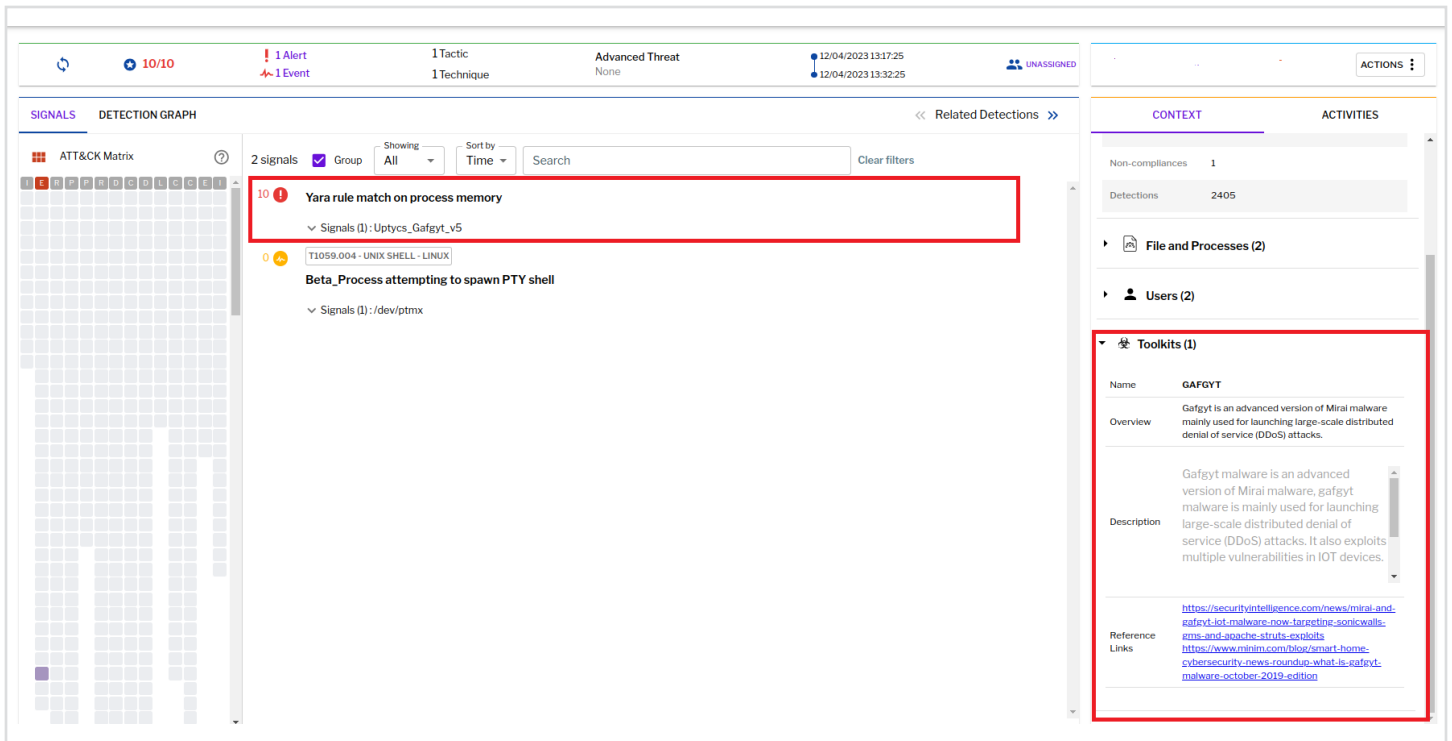 10/10
1 Alert
1 Event
1 Tactic
1 Technique
Advanced Threat
None
12/04/2023 13:17:25
12/04/2023 13:32:25
UNASSIGNED
ACTIONS
SIGNALS
DETECTION GRAPH
Related Detections
CONTEXT
ACTIVITIES
ATT&CK Matrix
?
I E R P P R D C D L C C E I
2 signals
Group
Showing
All
Sort by
Time
Search
Clear filters
10
Yara rule match on process memory
Signals (1) : Uptycs_Gafgyt_v5
0
T1059.004 - UNIX SHELL - LINUX
Beta_Process attempting to spawn PTY shell
Signals (1) : /dev/ptmx
Non-compliances 1
Detections 2405
File and Processes (2)
Users (2)
Toolkits (1)
Name GAFGYT
Overview
Gafgyt is an advanced version of Mirai malware
mainly used for launching large-scale distributed
denial of service (DDoS) attacks.
Description
Gafgyt malware is an advanced
version of Mirai malware, gafgyt
malware is mainly used for launching
large-scale distributed denial of
service (DDoS) attacks. It also exploits
multiple vulnerabilities in IOT devices.
Reference
Links
https://securityintelligence.com/news/mirai-and-
gafgyt-iot-malware-now-targeting-sonicwalls-
gms-and-apache-struts-exploits
https://www.minim.com/blog/smart-home-
cybersecurity-news-roundup-what-is-gafgyt-
malware-october-2019-edition